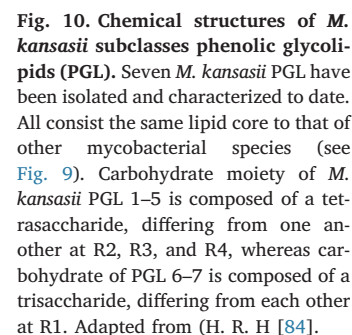 Fig. 10. Chemical structures of M.
kansasii subclasses phenolic glycoli-
pids (PGL). Seven M. kansasii PGL have
been isolated and characterized to date.
All consist the same lipid core to that of
other mycobacterial species (see
Fig. 9). Carbohydrate moiety of M.
kansasii PGL 1–5 is composed of a tet-
rasaccharide, differing from one an-
other at R2, R3, and R4, whereas car-
bohydrate of PGL 6–7 is composed of a
trisaccharide, differing from each other
at R1. Adapted from (H. R. H [84].